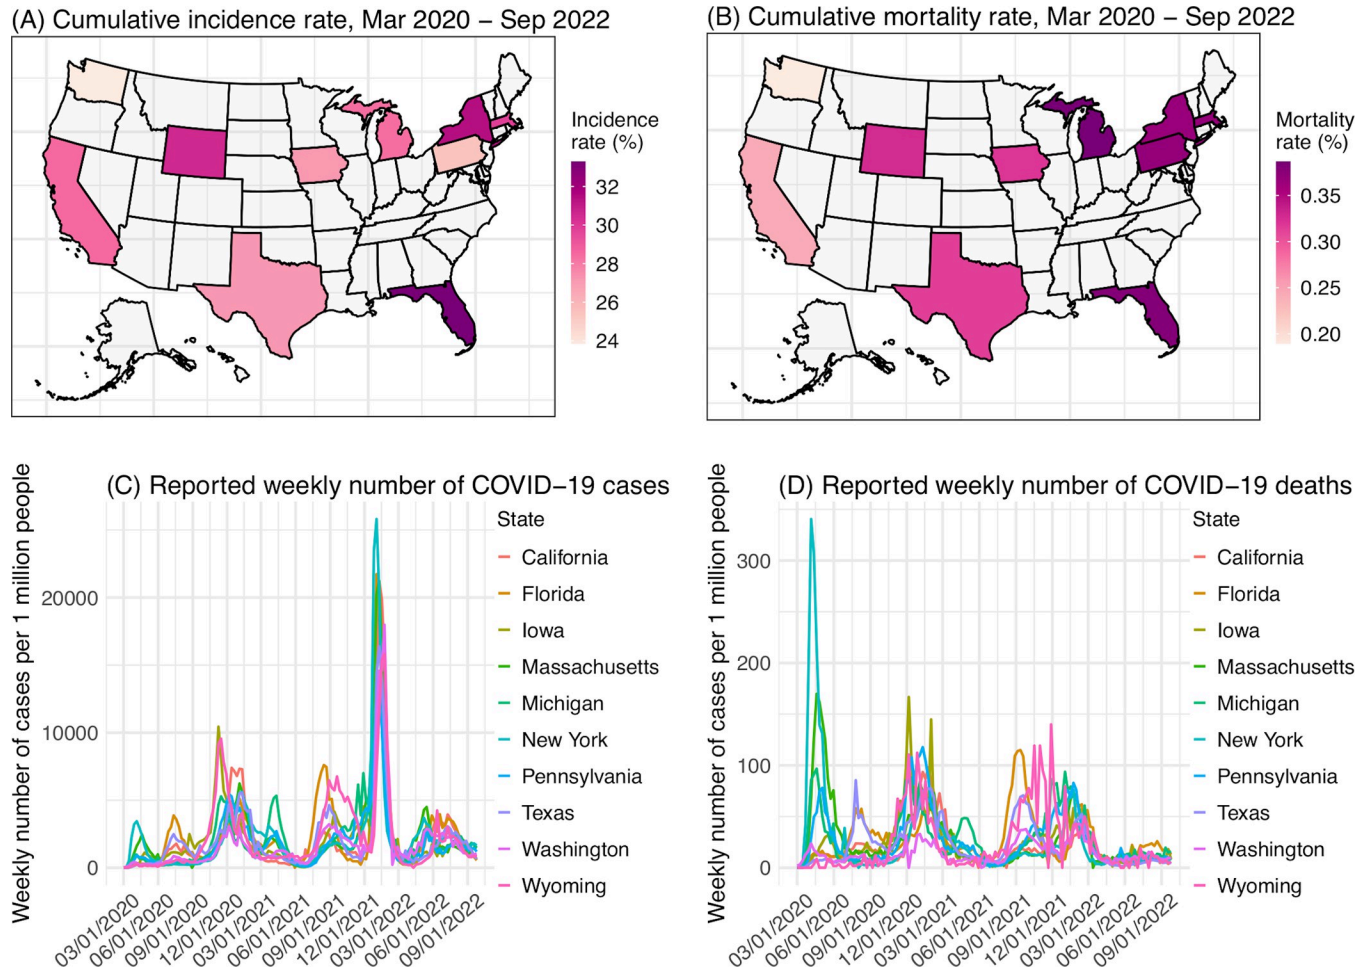 (A) Cumulative incidence rate, Mar 2020 − Sep 2022
Incidence
rate (%)
32
30
28
26
24
(B) Cumulative mortality rate, Mar 2020 − Sep 2022
Mortality
rate (%)
0.35
0.30
0.25
0.20
(C) Reported weekly number of COVID−19 cases
Weekly number of cases per 1 million people
20000
10000
0
03/01/2020
06/01/2020
09/01/2020
12/01/2020
03/01/2021
06/01/2021
09/01/2021
12/01/2021
03/01/2022
06/01/2022
09/01/2022
State
California
Florida
Iowa
Massachusetts
Michigan
New York
Pennsylvania
Texas
Washington
Wyoming
(D) Reported weekly number of COVID−19 deaths
Weekly number of cases per 1 million people
300
200
100
0
03/01/2020
06/01/2020
09/01/2020
12/01/2020
03/01/2021
06/01/2021
09/01/2021
12/01/2021
03/01/2022
06/01/2022
09/01/2022
State
California
Florida
Iowa
Massachusetts
Michigan
New York
Pennsylvania
Texas
Washington
Wyoming